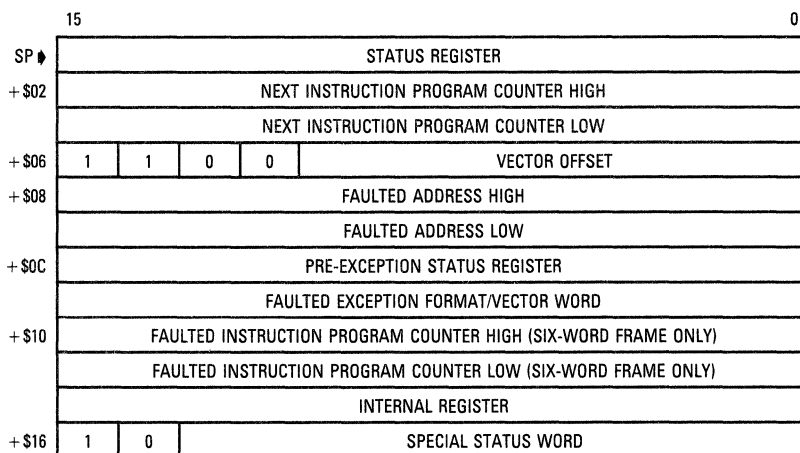 15 0
SP STATUS REGISTER
+$02 NEXT INSTRUCTION PROGRAM COUNTER HIGH
NEXT INSTRUCTION PROGRAM COUNTER LOW
+$06 1 1 0 0 VECTOR OFFSET
+$08 FAULTED ADDRESS HIGH
FAULTED ADDRESS LOW
+$0C PRE-EXCEPTION STATUS REGISTER
FAULTED EXCEPTION FORMAT/VECTOR WORD
+$10 FAULTED INSTRUCTION PROGRAM COUNTER HIGH (SIX-WORD FRAME ONLY)
FAULTED INSTRUCTION PROGRAM COUNTER LOW (SIX-WORD FRAME ONLY)
INTERNAL REGISTER
+$16 1 0 SPECIAL STATUS WORD